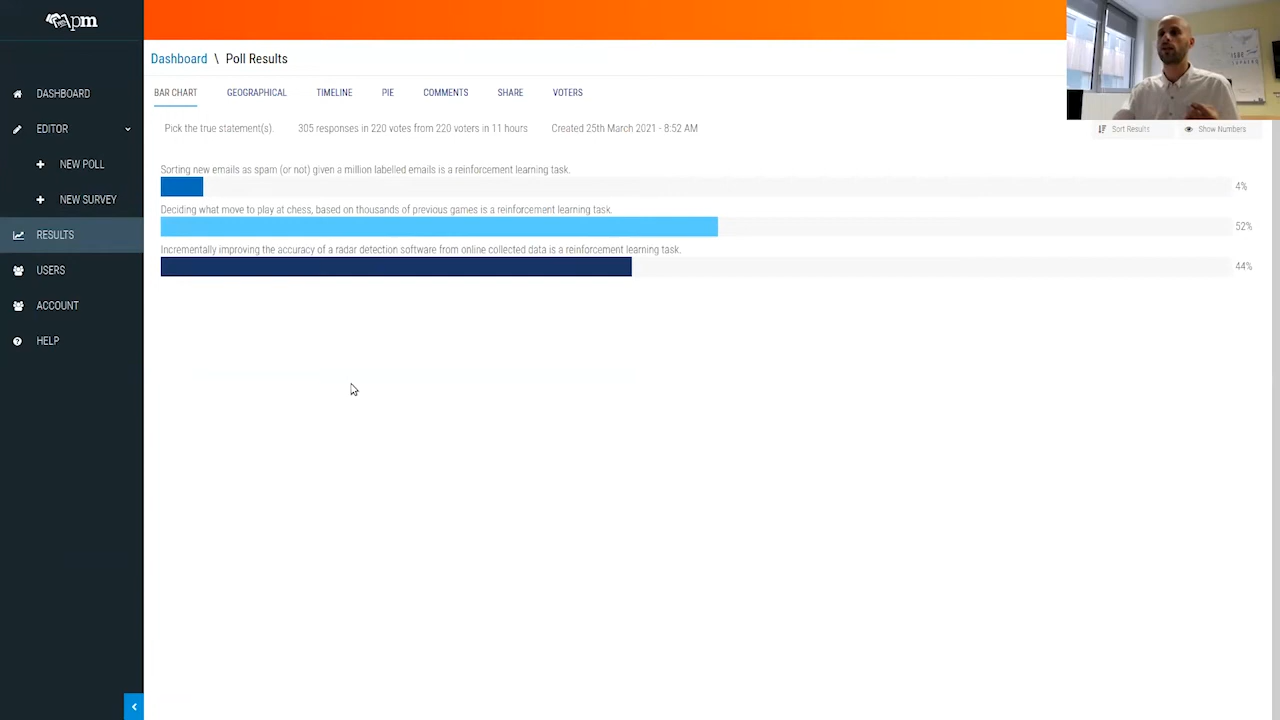 apm
Dashboard \ Poll Results
DASHBOARD
EDITOR
NEW POLL
NEW SURVEY
RESULTS
USERS
ACCOUNT
HELP
BAR CHART GEOGRAPHICAL TIMELINE PIE COMMENTS SHARE VOTERS
Pick the true statement(s). 305 responses in 220 votes from 220 voters in 11 hours Created 25th March 2021 - 8:52 AM
Sort Results Show Numbers
Sorting new emails as spam (or not) given a million labelled emails is a reinforcement learning task.
4%
Deciding what move to play at chess, based on thousands of previous games is a reinforcement learning task.
52%
Incrementally improving the accuracy of a radar detection software from online collected data is a reinforcement learning task.
44%